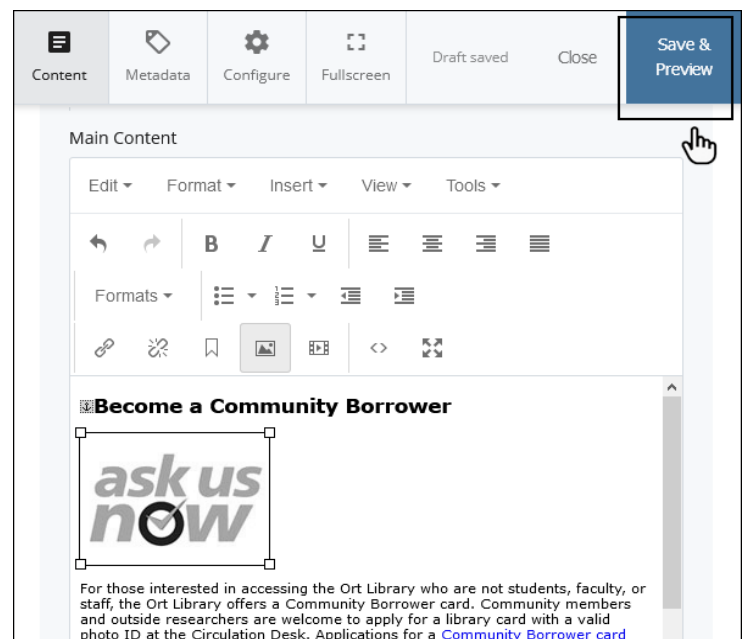 Content
Metadata
Configure
Fullscreen
Draft saved
Close
Save &
Preview
Main Content
Edit
Format
Insert
View
Tools
B I U
Formats
Become a Community Borrower
ask us
now
For those interested in accessing the Ort Library who are not students, faculty, or
staff, the Ort Library offers a Community Borrower card. Community members
and outside researchers are welcome to apply for a library card with a valid
photo ID at the Circulation Desk. Applications for a Community Borrower card